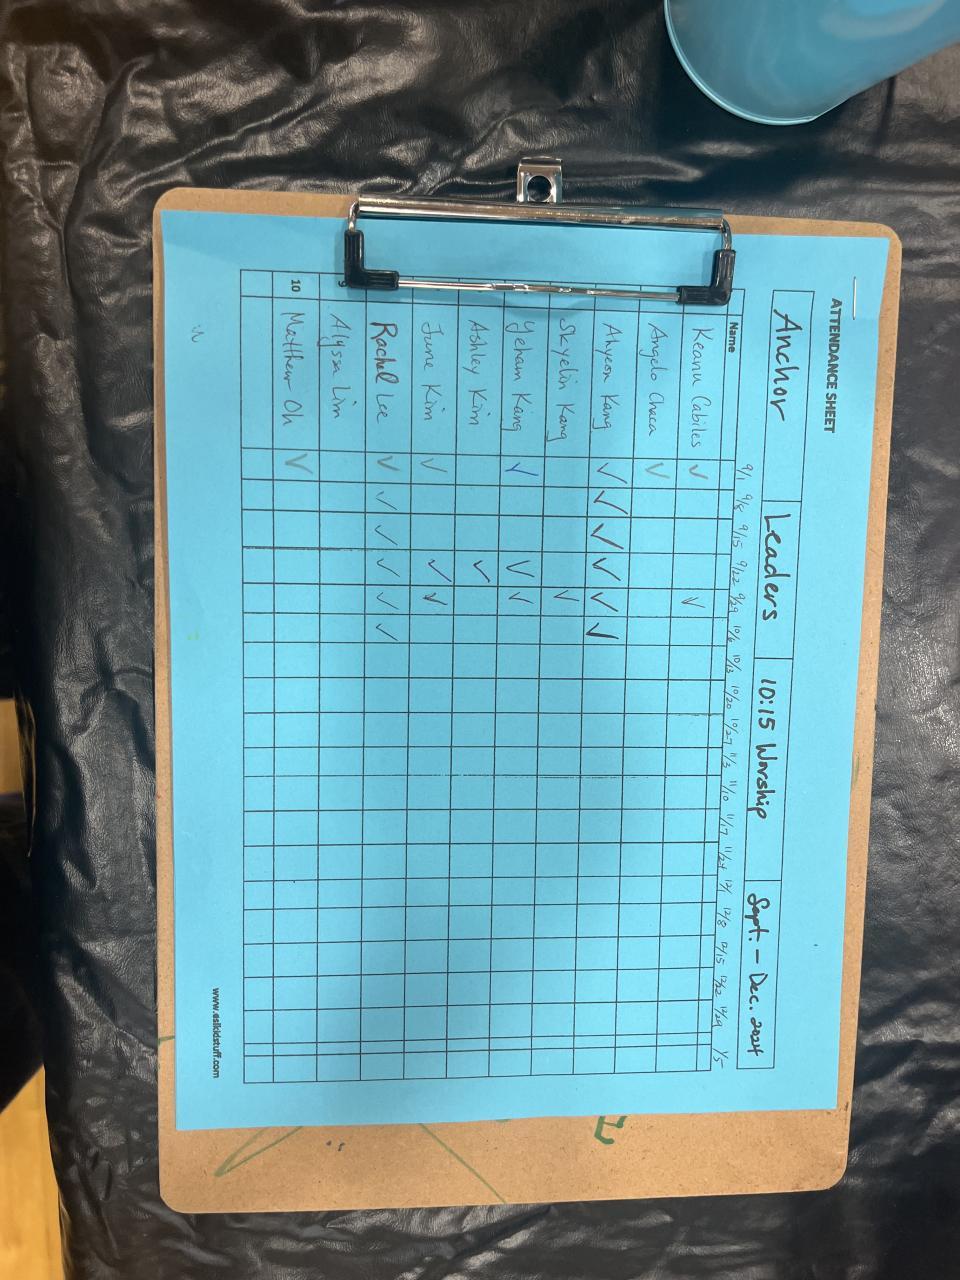 ATTENDANCE SHEET
Anchor Leaders 10:15 Worship Sept. - Dec. 2024
Name 9/1 9/8 9/15 9/22 9/29 10/6 10/13 10/20 10/27 11/3 11/10 11/17 11/24 12/1 12/8 12/15 12/22 12/29 1/5
Keanu Cabiles ✓ ✓
Angelo Chaca ✓
Ahyeon Kang ✓ ✓ ✓ ✓ ✓ ✓
Skyelin Kang ✓
Yeham Kang ✓ ✓ ✓
Ashley Kim ✓
June Kim ✓ ✓ ✓
Rachel Lee ✓ ✓ ✓ ✓ ✓ ✓
9 Alyssa Lim
10 Matthew Oh ✓
www.eslkidstuff.com